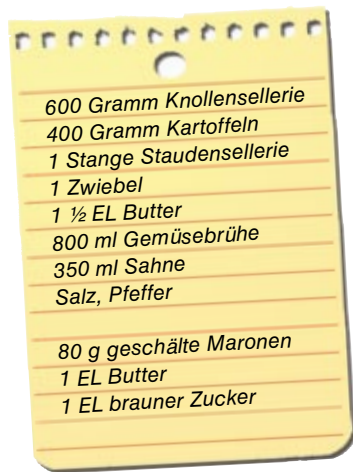 600 Gramm Knollensellerie
400 Gramm Kartoffeln
1 Stange Staudensellerie
1 Zwiebel
1 ½ EL Butter
800 ml Gemüsebrühe
350 ml Sahne
Salz, Pfeffer
80 g geschälte Maronen
1 EL Butter
1 EL brauner Zucker